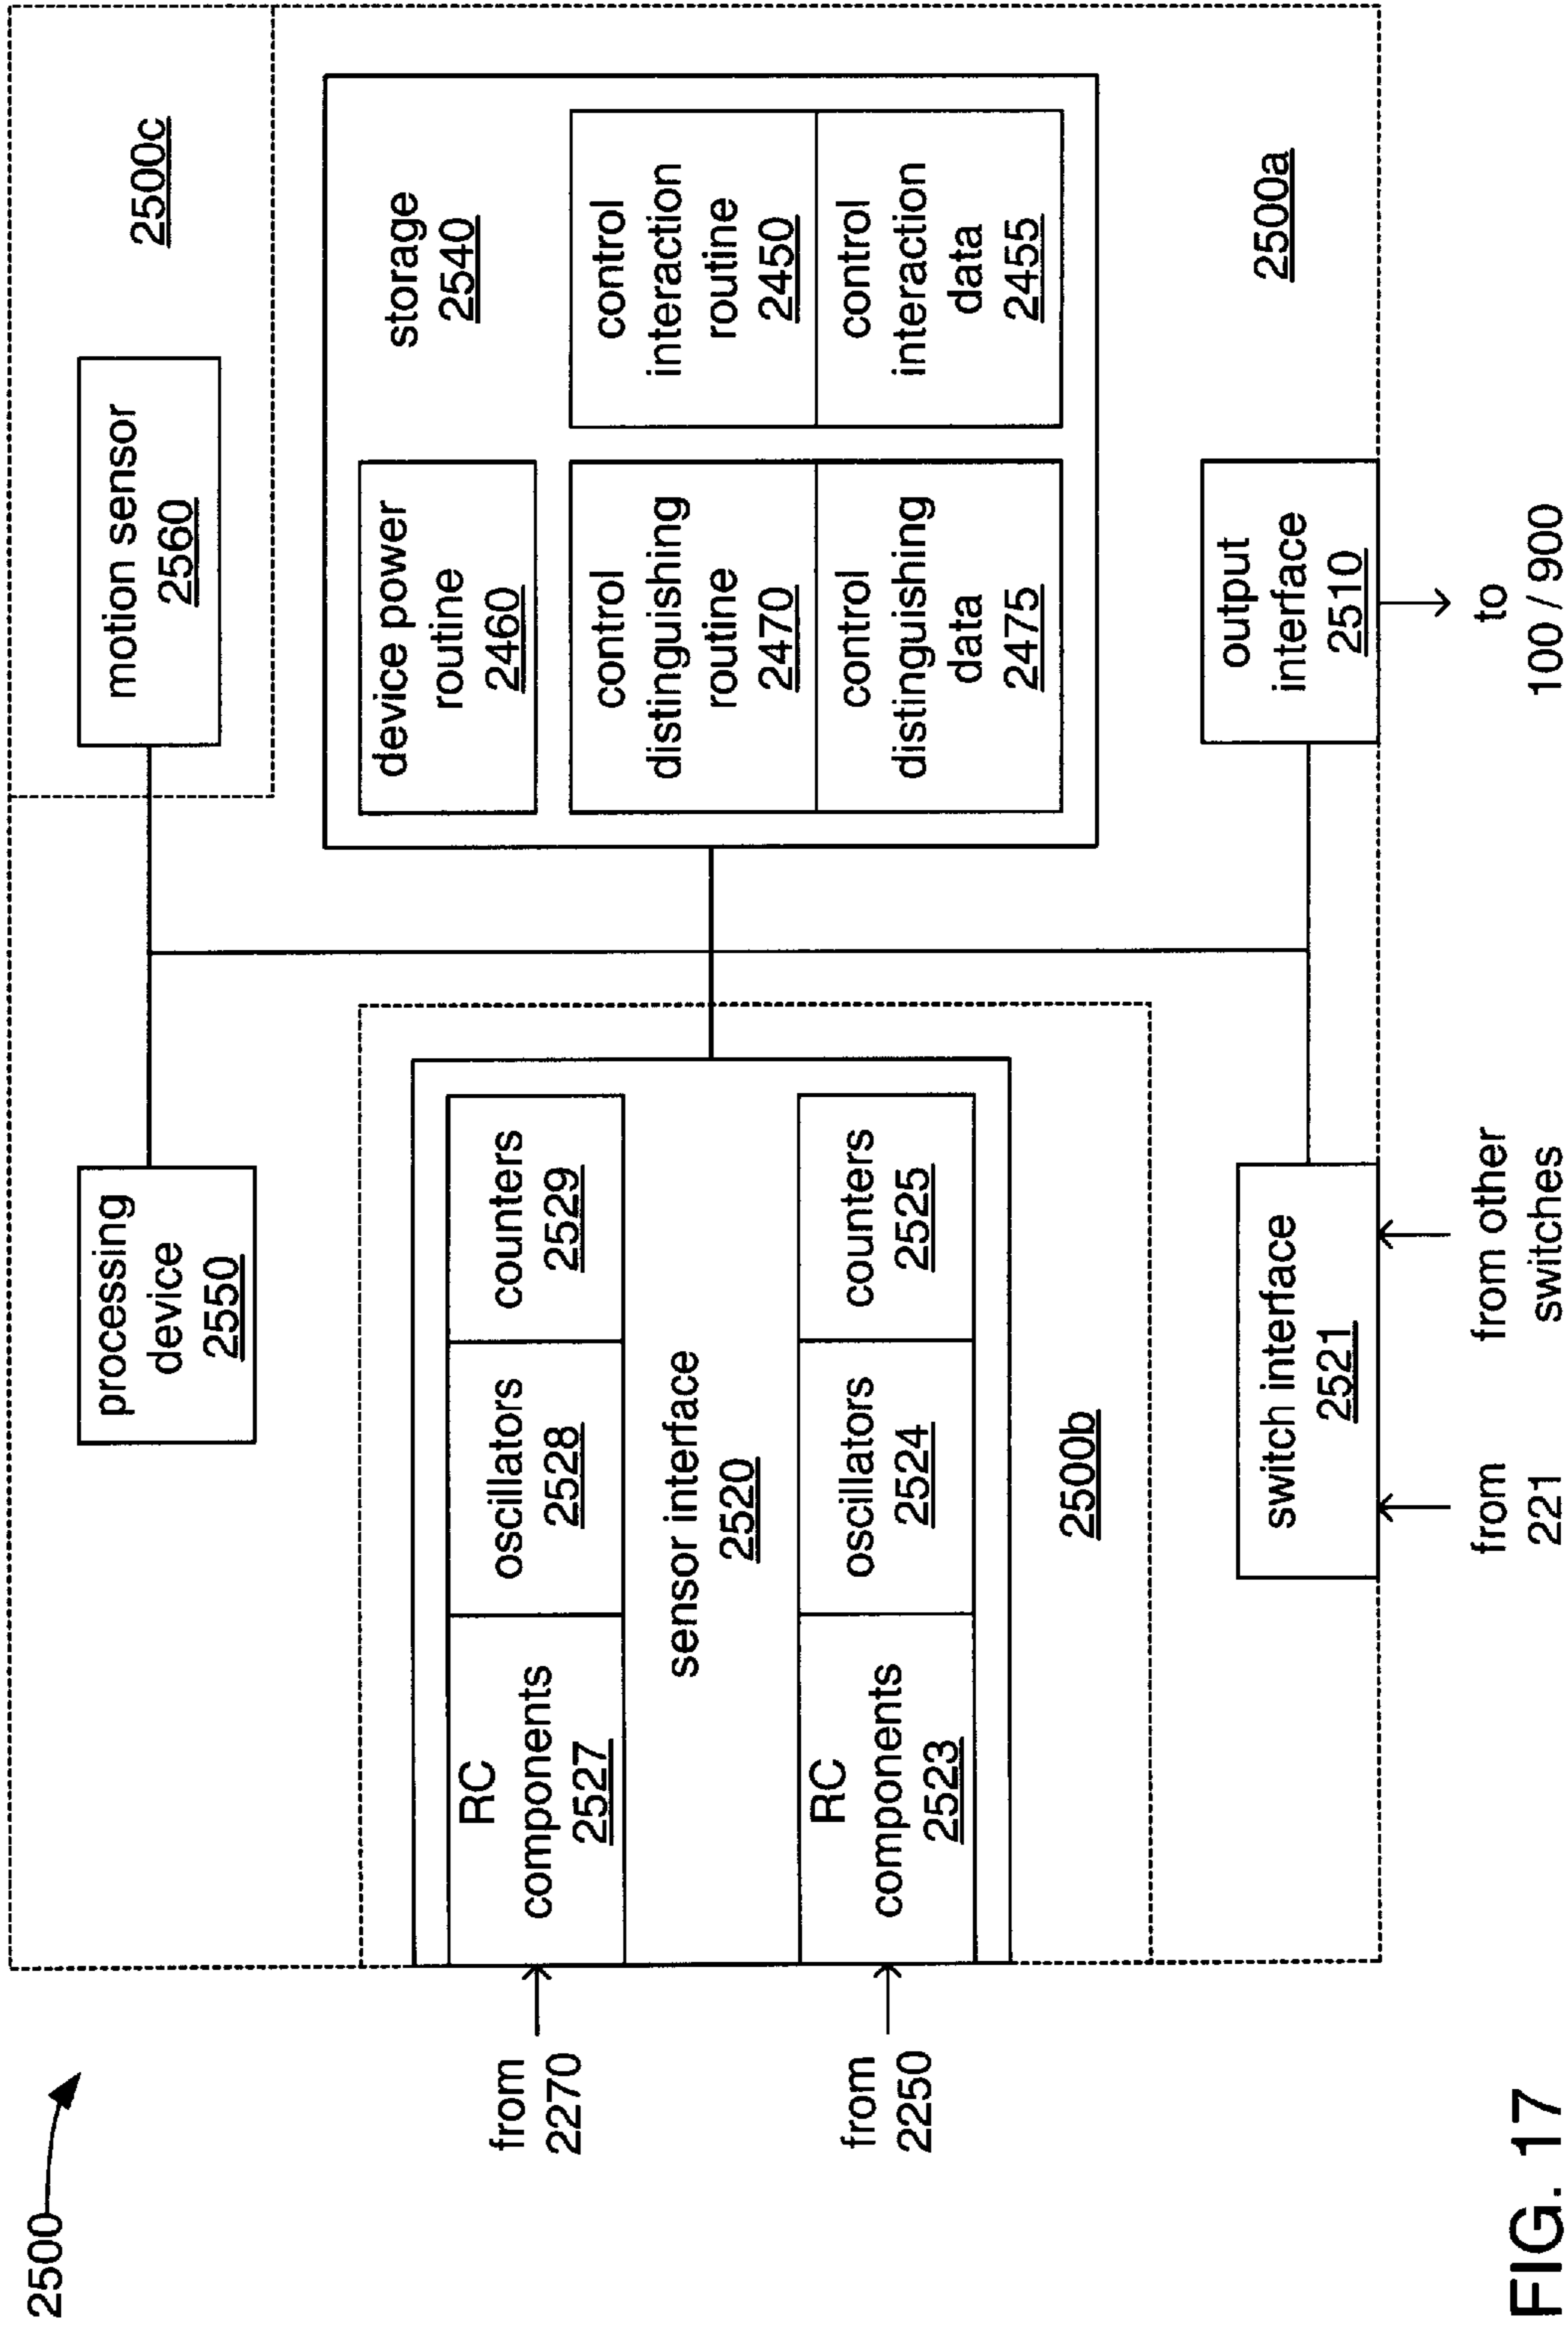 2500
2500c
processing
device
2550
motion sensor
2560
storage
2540
device power
routine
2460
control
distinguishing
routine
2470
control
distinguishing
data
2475
control
interaction
routine
2450
control
interaction
data
2455
from
2270
RC
components
2527
oscillators
2528
counters
2529
sensor interface
2520
from
2250
RC
components
2523
oscillators
2524
counters
2525
2500b
2500a
switch interface
2521
output
interface
2510
from
221
from other
switches
to
100 / 900
FIG. 17